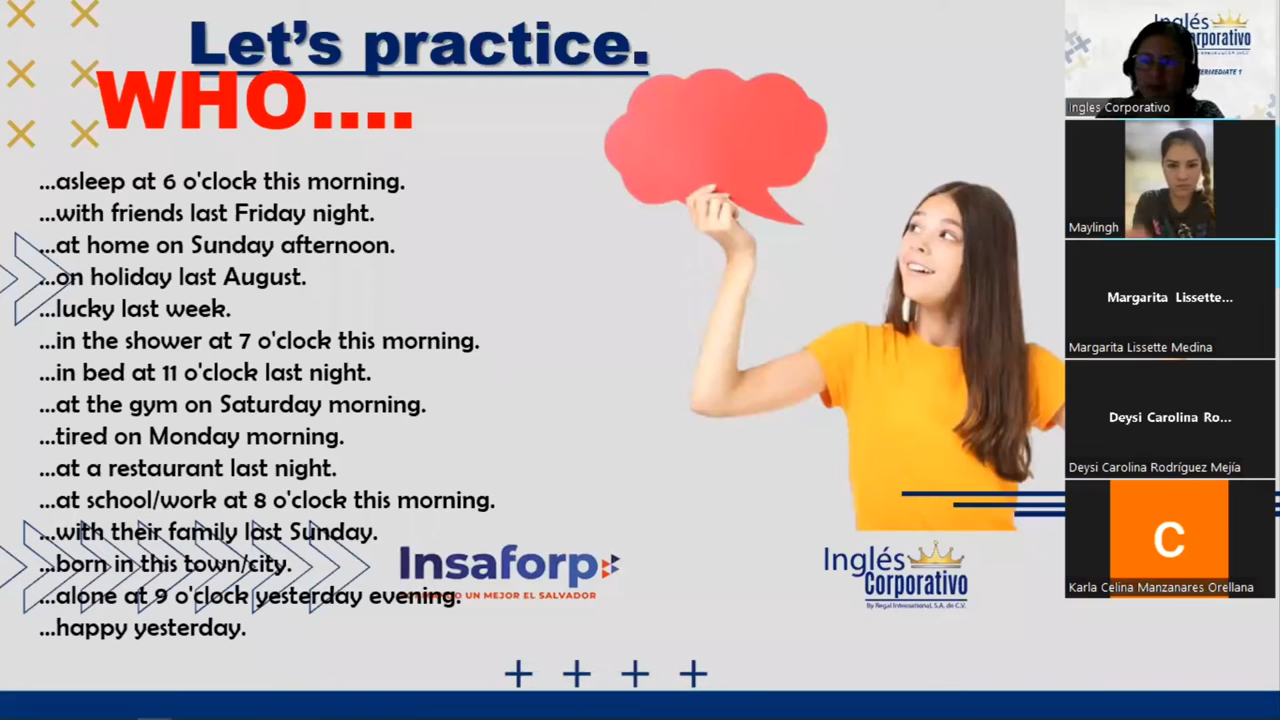 Let's practice.
WHO....
...asleep at 6 o'clock this morning.
...with friends last Friday night.
...at home on Sunday afternoon.
...on holiday last August.
...lucky last week.
...in the shower at 7 o'clock this morning.
...in bed at 11 o'clock last night.
...at the gym on Saturday morning.
...tired on Monday morning.
...at a restaurant last night.
...at school/work at 8 o'clock this morning.
...with their family last Sunday.
...born in this town/city.
...alone at 9 o'clock yesterday evening.
...happy yesterday.
Insaforp
UN MEJOR EL SALVADOR
Inglés
Corporativo
By Regal International, S.A. de C.V.
Inglés
Corporativo
Ingles Corporativo
Maylingh
Margarita Lissette...
Margarita Lissette Medina
Deysi Carolina Ro...
Deysi Carolina Rodríguez Mejía
C
Karla Celina Manzanares Orellana